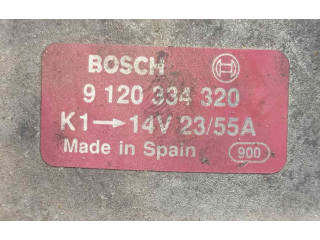 BOSCH
9 120 334 320
K1→14V 23/55A
Made in Spain 900